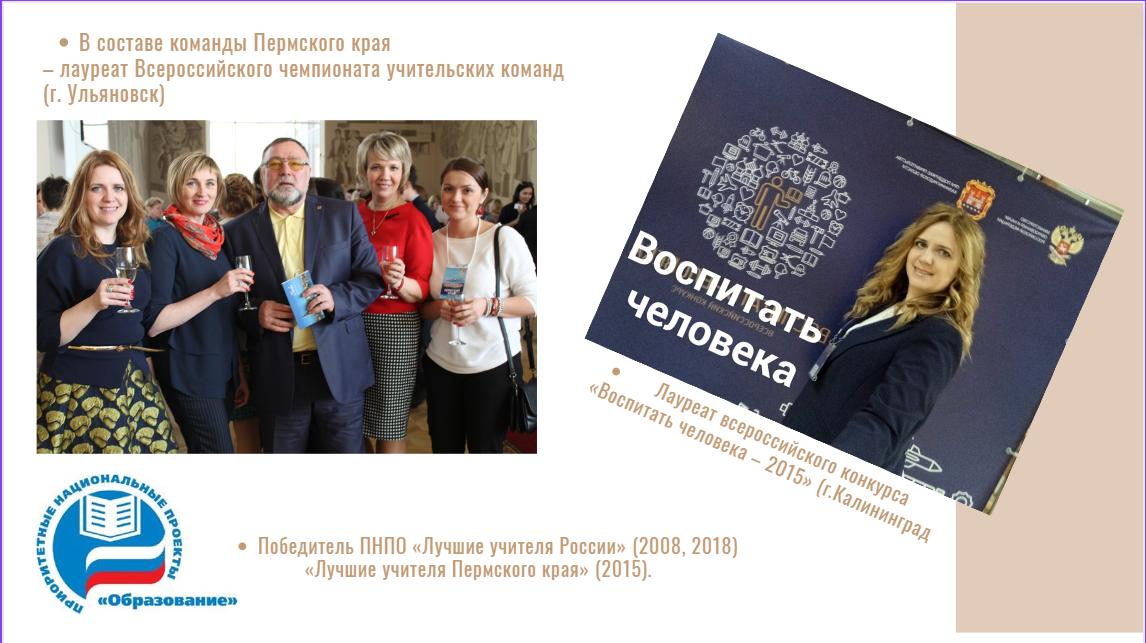 • В составе команды Пермского края
– лауреат Всероссийского чемпионата учительских команд
(г. Ульяновск)
Воспитать
человека
• Лауреат всероссийского конкурса
«Воспитать человека – 2015» (г.Калининград
ПРИОРИТЕТНЫЕ НАЦИОНАЛЬНЫЕ ПРОЕКТЫ
«Образование»
• Победитель ПНПО «Лучшие учителя России» (2008, 2018)
«Лучшие учителя Пермского края» (2015).